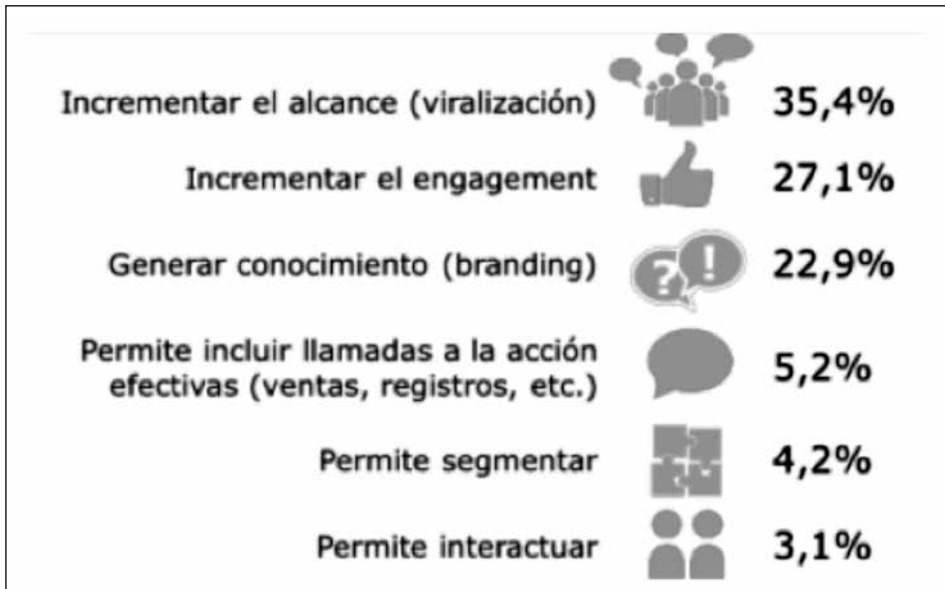 Incrementar el alcance (viralización) 35,4%
Incrementar el engagement 27,1%
Generar conocimiento (branding) ?! 22,9%
Permite incluir llamadas a la acción
efectivas (ventas, registros, etc.) 5,2%
Permite segmentar 4,2%
Permite interactuar 3,1%